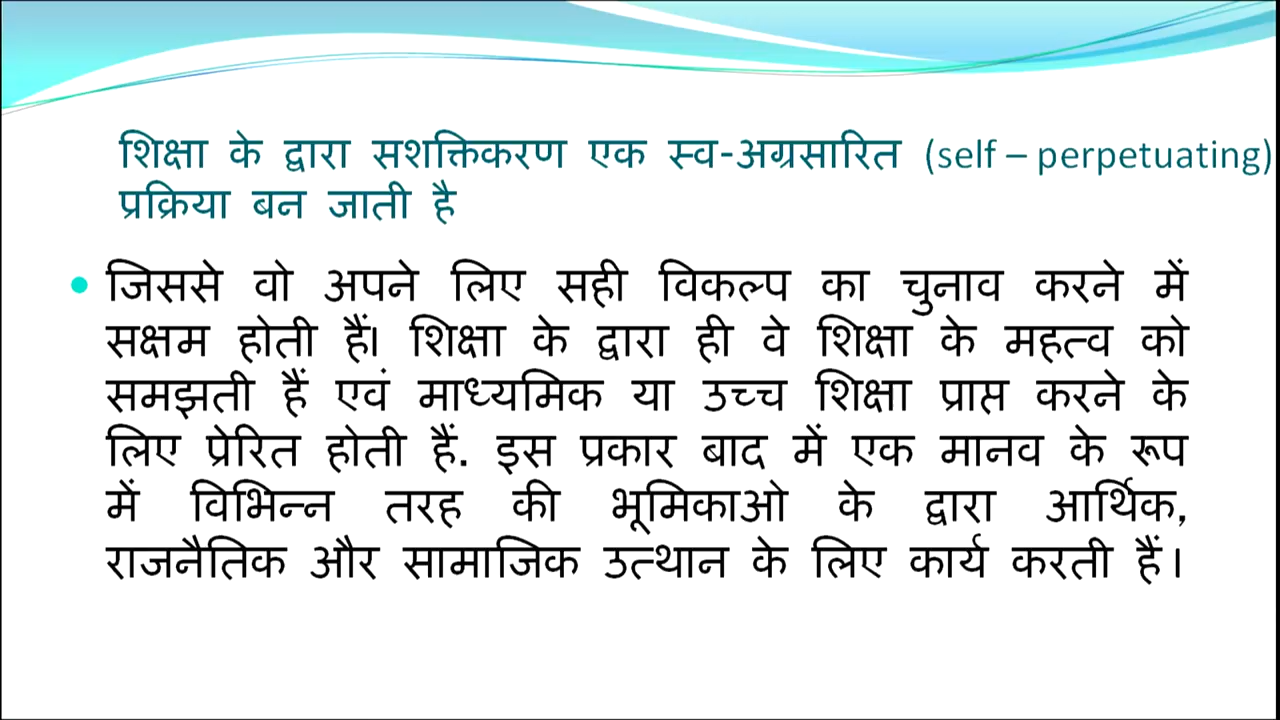 शिक्षा के द्वारा सशक्तिकरण एक स्व-अग्रसारित (self – perpetuating)
प्रक्रिया बन जाती है
• जिससे वो अपने लिए सही विकल्प का चुनाव करने में
सक्षम होती हैं। शिक्षा के द्वारा ही वे शिक्षा के महत्व को
समझती हैं एवं माध्यमिक या उच्च शिक्षा प्राप्त करने के
लिए प्रेरित होती हैं. इस प्रकार बाद में एक मानव के रूप
में विभिन्न तरह की भूमिकाओ के द्वारा आर्थिक,
राजनैतिक और सामाजिक उत्थान के लिए कार्य करती हैं।